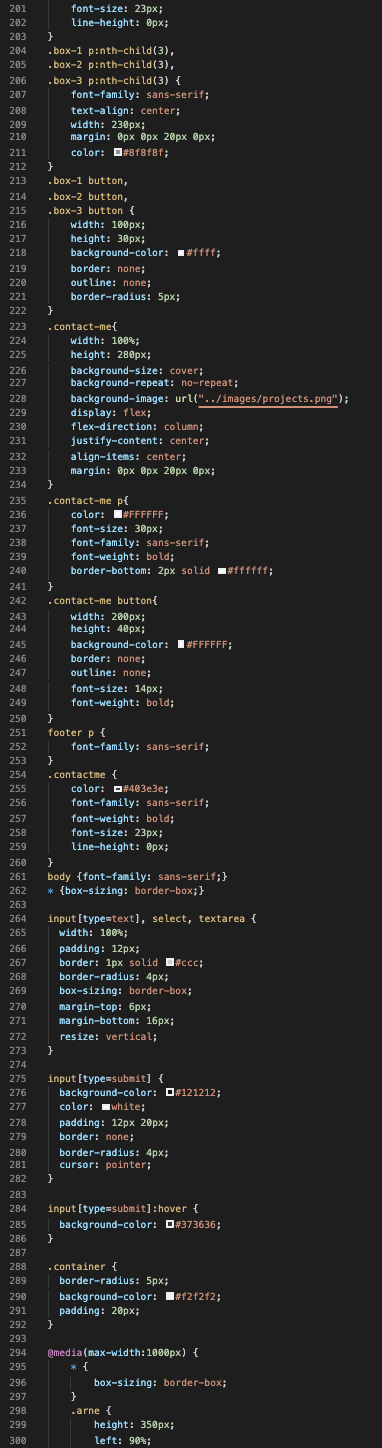 201 font-size: 23px;
202 line-height: 0px;
203 }
204 .box-1 p:nth-child(3),
205 .box-2 p:nth-child(3),
206 .box-3 p:nth-child(3) {
207 font-family: sans-serif;
208 text-align: center;
209 width: 230px;
210 margin: 0px 0px 20px 0px;
211 color: #8f8f8f;
212 }
213 .box-1 button,
214 .box-2 button,
215 .box-3 button {
216 width: 100px;
217 height: 30px;
218 background-color: #ffff;
219 border: none;
220 outline: none;
221 border-radius: 5px;
222 }
223 .contact-me{
224 width: 100%;
225 height: 280px;
226 background-size: cover;
227 background-repeat: no-repeat;
228 background-image: url("../images/projects.png");
229 display: flex;
230 flex-direction: column;
231 justify-content: center;
232 align-items: center;
233 margin: 0px 0px 20px 0px;
234 }
235 .contact-me p{
236 color: #FFFFFF;
237 font-size: 30px;
238 font-family: sans-serif;
239 font-weight: bold;
240 border-bottom: 2px solid #ffffff;
241 }
242 .contact-me button{
243 width: 200px;
244 height: 40px;
245 background-color: #FFFFFF;
246 border: none;
247 outline: none;
248 font-size: 14px;
249 font-weight: bold;
250 }
251 footer p {
252 font-family: sans-serif;
253 }
254 .contactme {
255 color: #403e3e;
256 font-family: sans-serif;
257 font-weight: bold;
258 font-size: 23px;
259 line-height: 0px;
260 }
261 body {font-family: sans-serif;}
262 * {box-sizing: border-box;}
263
264 input[type=text], select, textarea {
265 width: 100%;
266 padding: 12px;
267 border: 1px solid #ccc;
268 border-radius: 4px;
269 box-sizing: border-box;
270 margin-top: 6px;
271 margin-bottom: 16px;
272 resize: vertical;
273 }
274
275 input[type=submit] {
276 background-color: #121212;
277 color: white;
278 padding: 12px 20px;
279 border: none;
280 border-radius: 4px;
281 cursor: pointer;
282 }
283
284 input[type=submit]:hover {
285 background-color: #373636;
286 }
287
288 .container {
289 border-radius: 5px;
290 background-color: #f2f2f2;
291 padding: 20px;
292 }
293
294 @media(max-width:1000px) {
295 * {
296 box-sizing: border-box;
297 }
298 .arne {
299 height: 350px;
300 left: 90%;